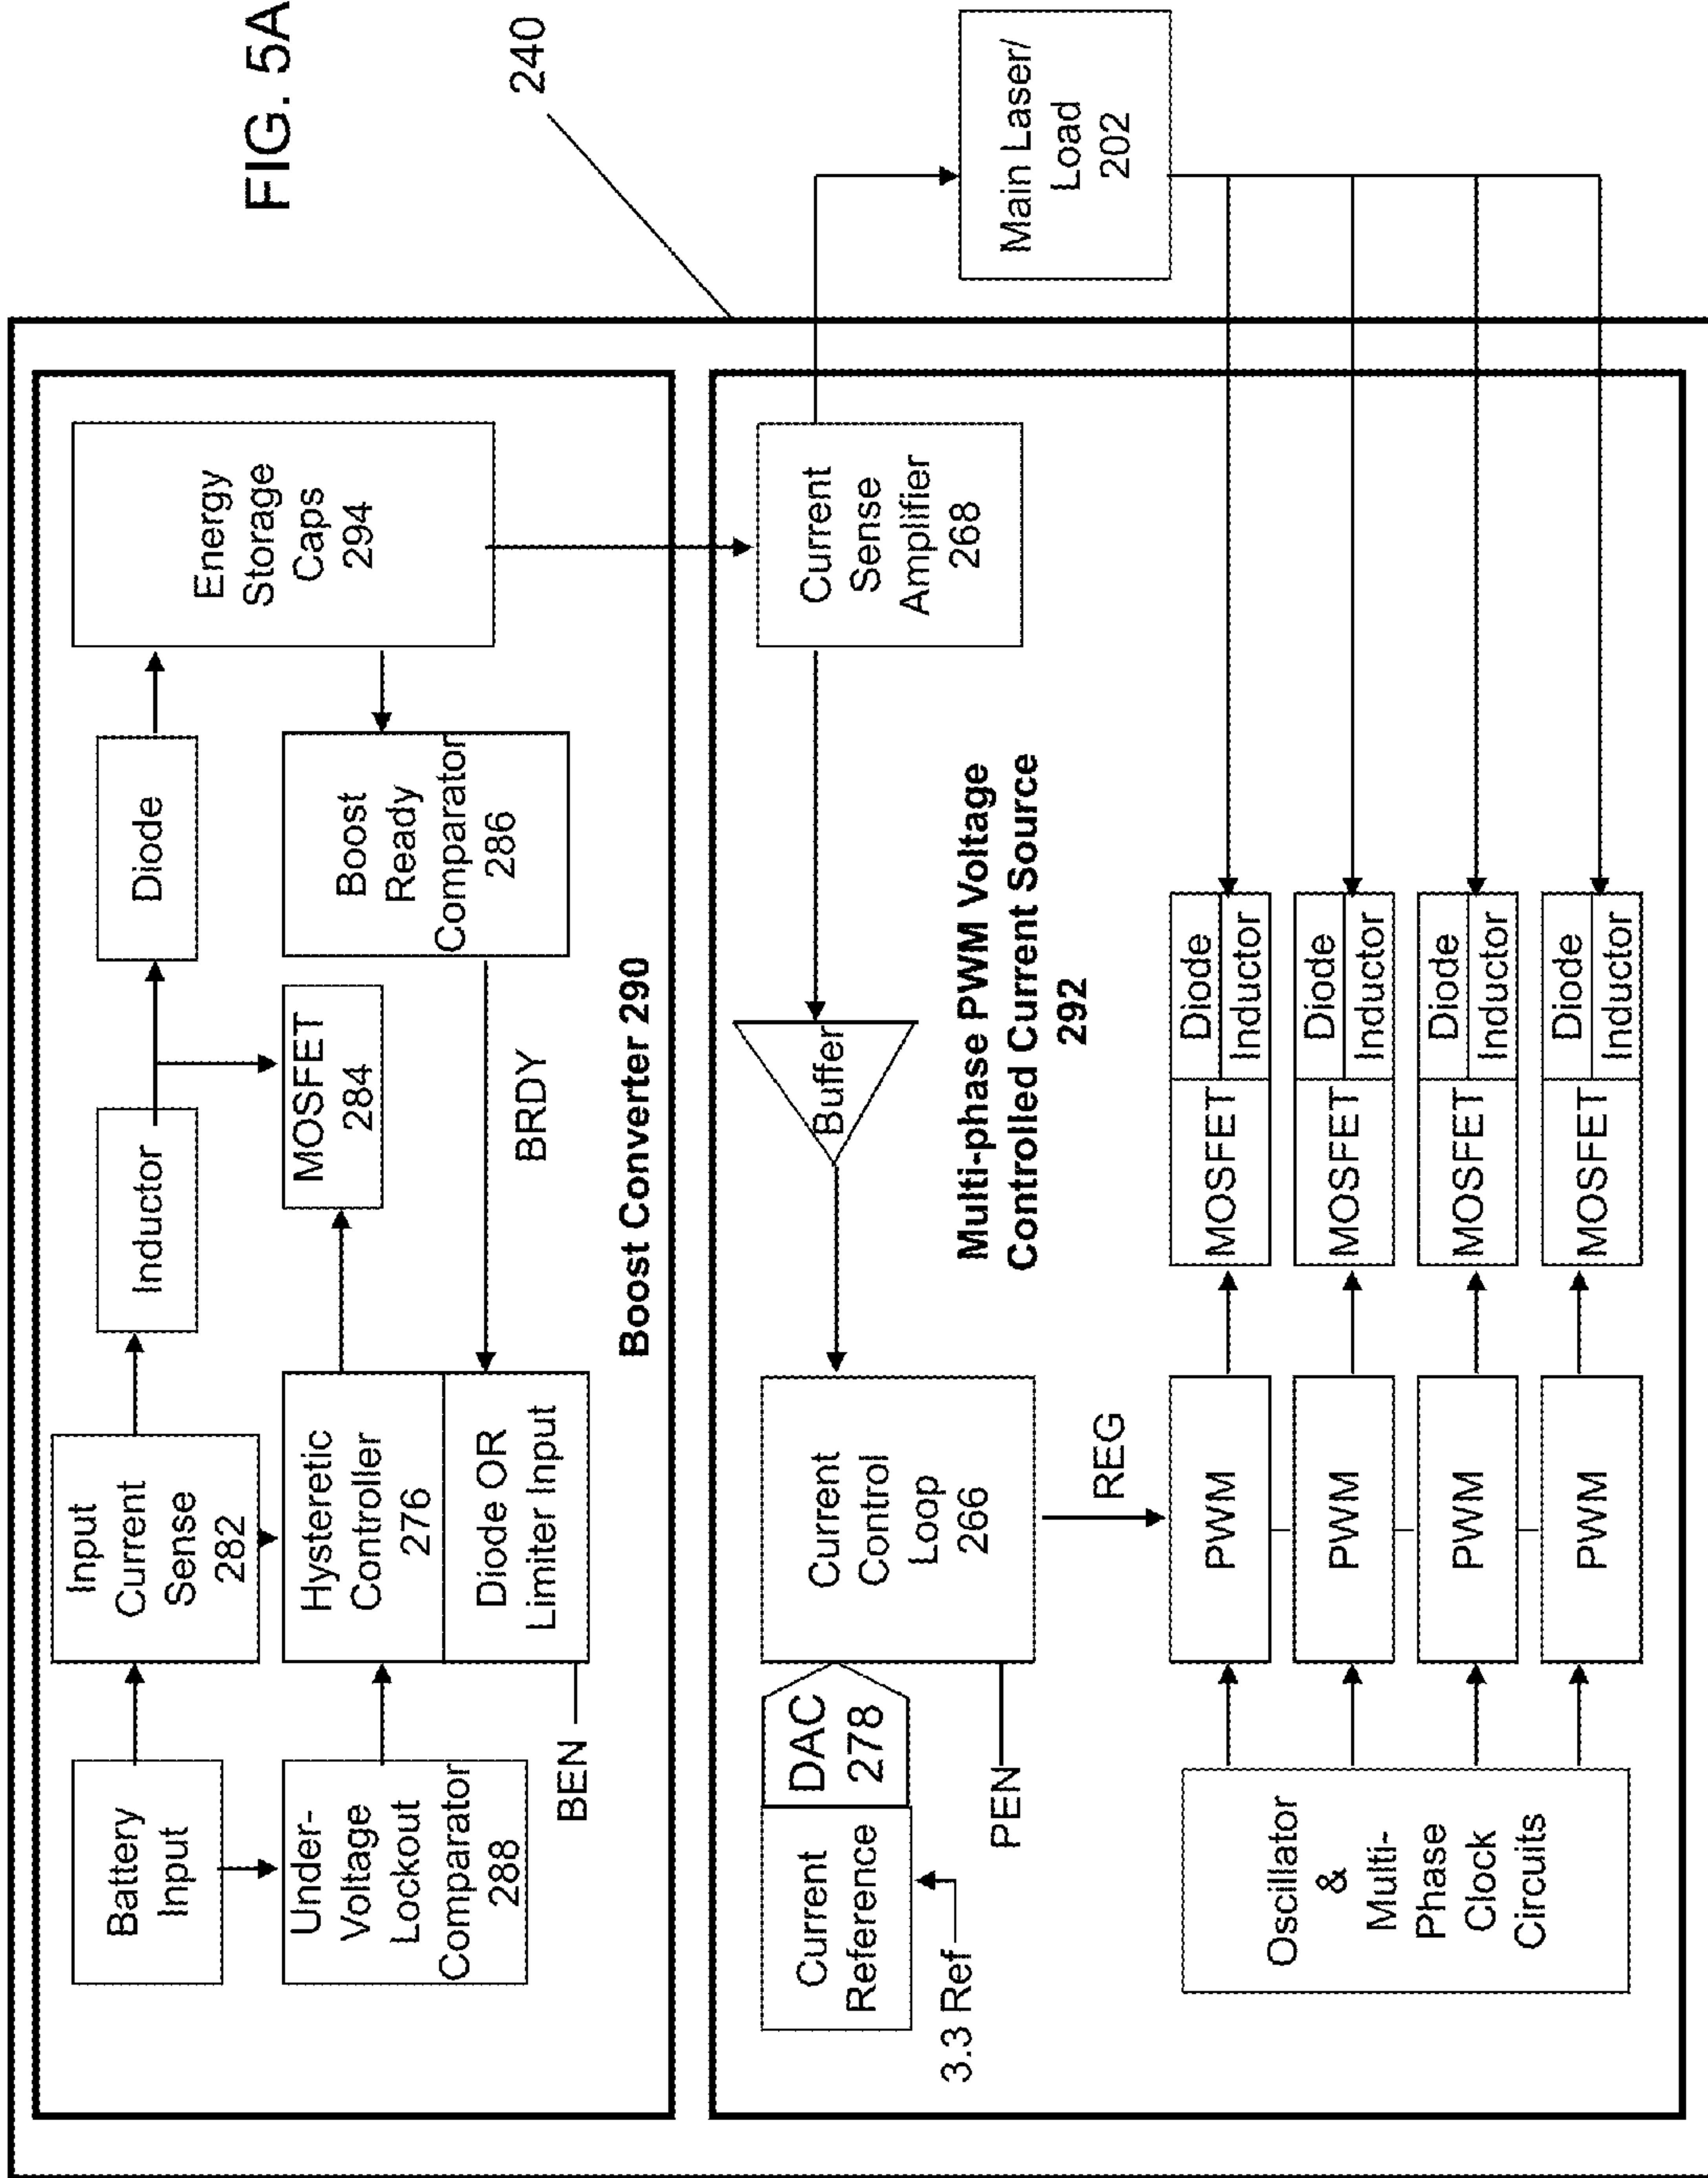 FIG. 5A
240
Battery
Input
Input
Current
Sense
282
Inductor
Diode
Energy
Storage
Caps
294
Under-
Voltage
Lockout
Comparator
288
Hysteretic
Controller
276
Diode OR
Limiter Input
MOSFET
284
Boost
Ready
Comparator
286
BEN
BRDY
Boost Converter 290
Current
Reference
DAC
278
Current
Control
Loop
266
Buffer
Current
Sense
Amplifier
268
Main Laser/
Load
202
3.3 Ref
PEN
REG
Multi-phase PWM Voltage
Controlled Current Source
292
Oscillator
&
Multi-
Phase
Clock
Circuits
PWM
MOSFET
Diode
Inductor
PWM
MOSFET
Diode
Inductor
PWM
MOSFET
Diode
Inductor
PWM
MOSFET
Diode
Inductor